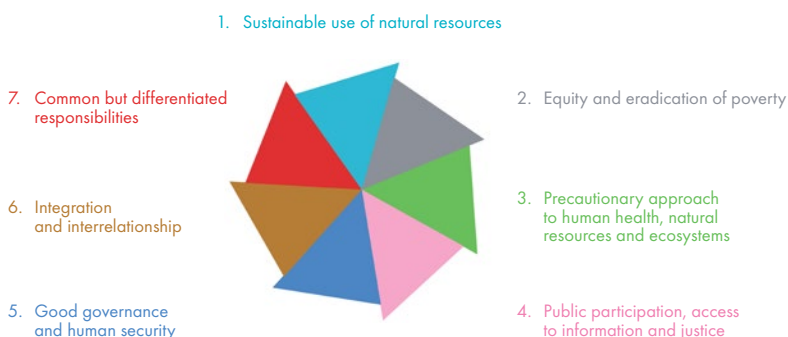 1. Sustainable use of natural resources
2. Equity and eradication of poverty
3. Precautionary approach
to human health, natural
resources and ecosystems
4. Public participation, access
to information and justice
5. Good governance
and human security
6. Integration
and interrelationship
7. Common but differentiated
responsibilities